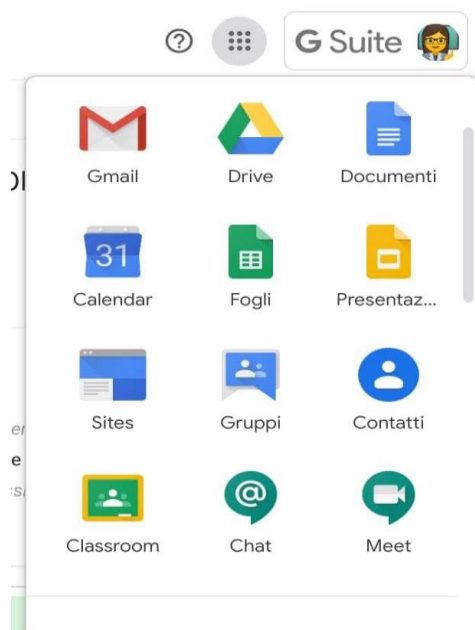 G Suite
Gmail Drive Documenti
31
Calendar Fogli Presentaz...
Sites Gruppi Contatti
@
Classroom Chat Meet